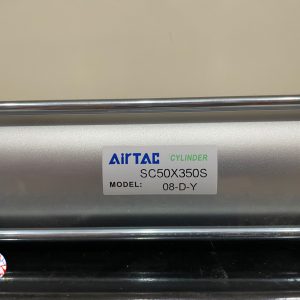 AirTAC CYLINDER
SC50X350S
MODEL: 08-D-Y